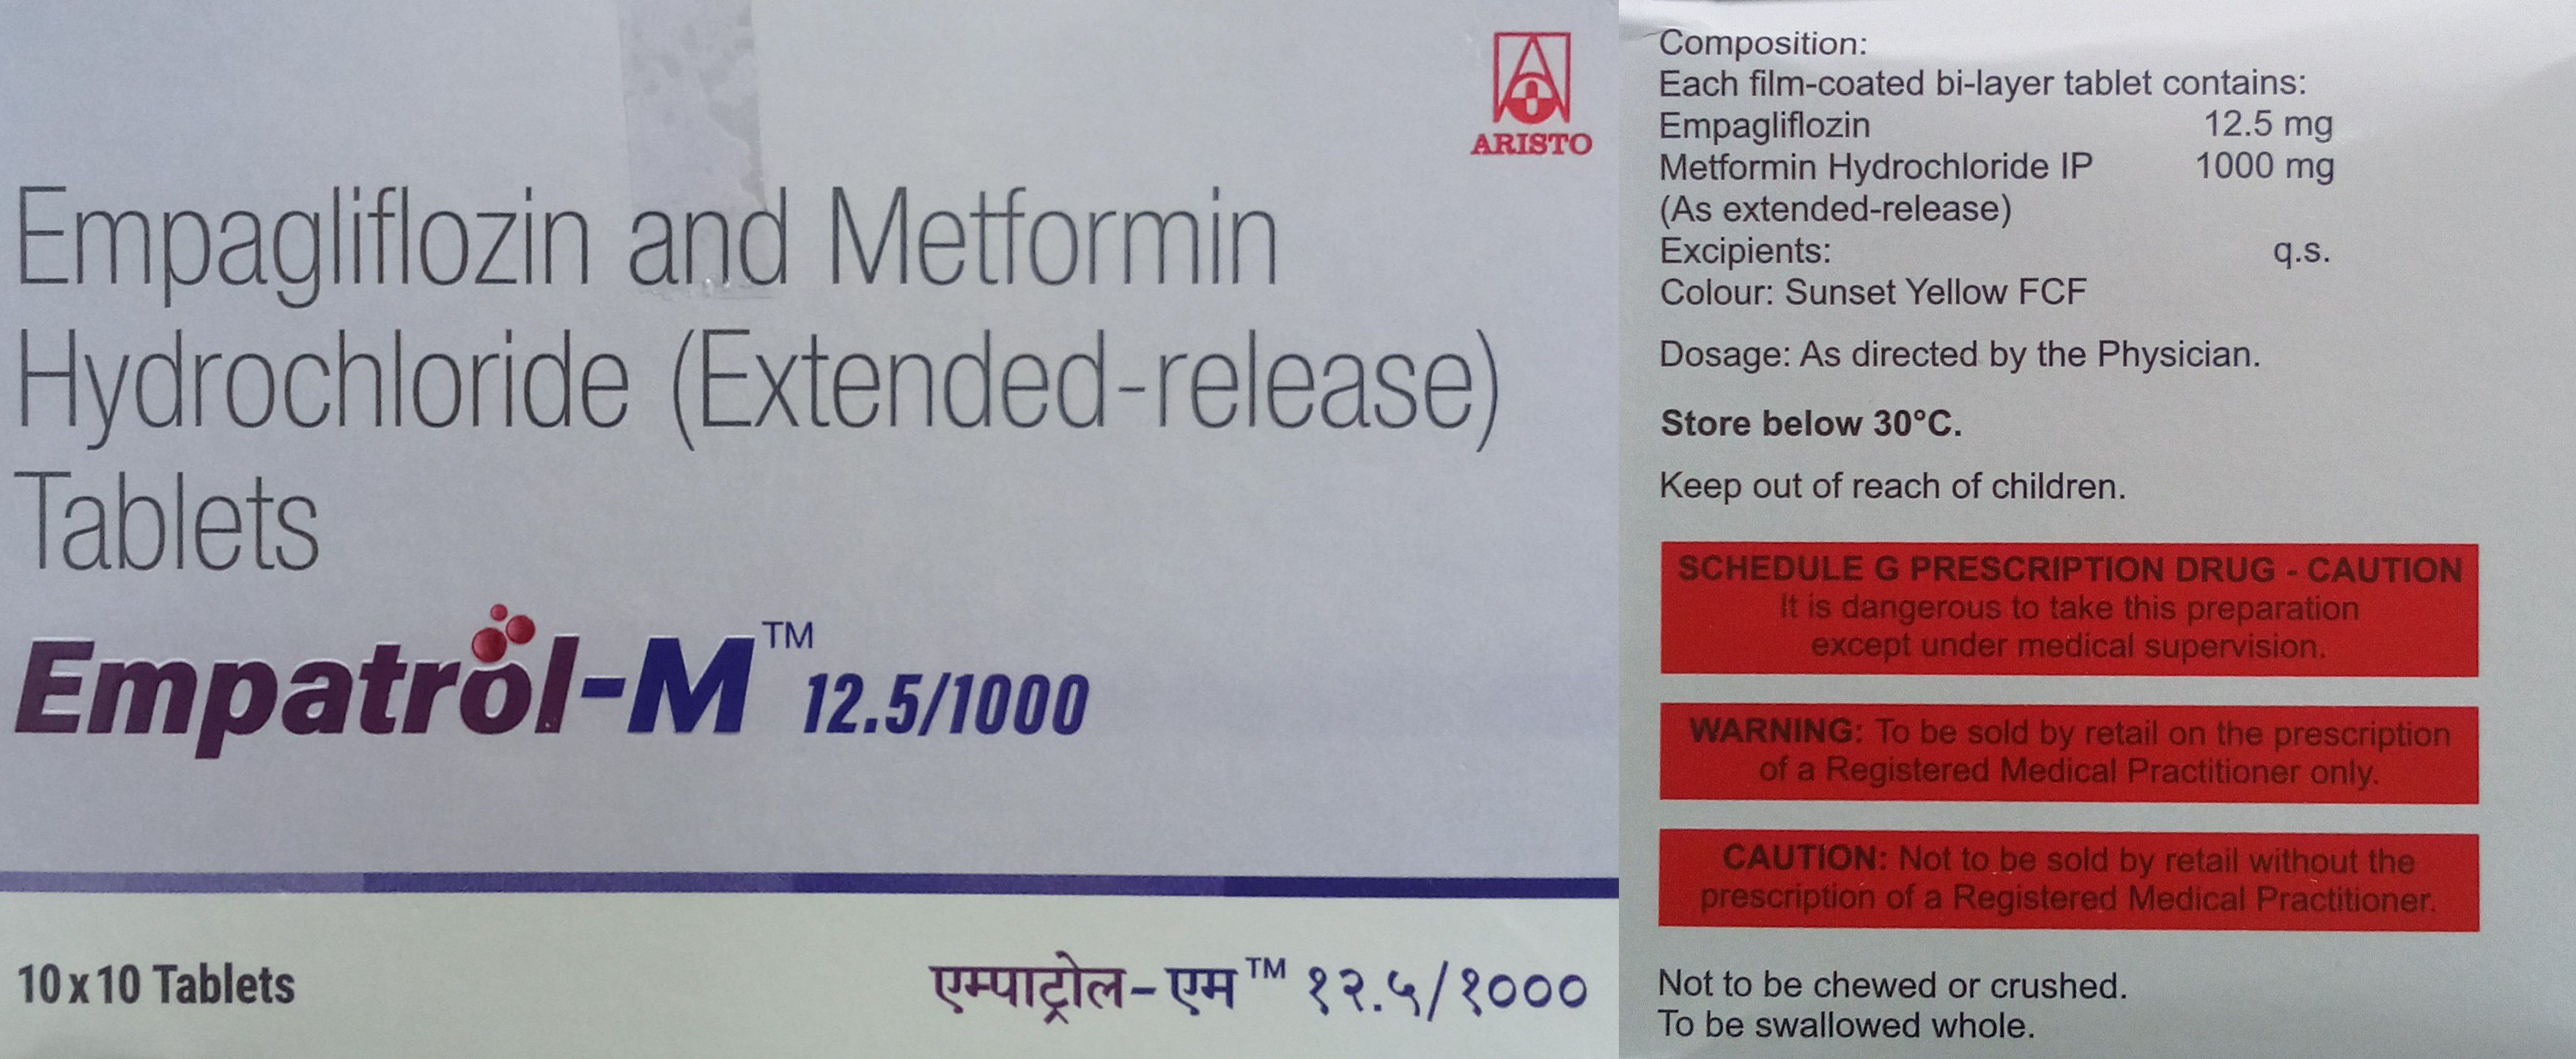 ARISTO
Empagliflozin and Metformin
Hydrochloride (Extended-release)
Tablets
Empatrol-M™ 12.5/1000
10x10 Tablets
एम्पाट्रोल-एम™ १२.५/१०००
Composition:
Each film-coated bi-layer tablet contains:
Empagliflozin 12.5 mg
Metformin Hydrochloride IP 1000 mg
(As extended-release)
Excipients: q.s.
Colour: Sunset Yellow FCF
Dosage: As directed by the Physician.
Store below 30°C.
Keep out of reach of children.
SCHEDULE G PRESCRIPTION DRUG - CAUTION
It is dangerous to take this preparation
except under medical supervision.
WARNING: To be sold by retail on the prescription
of a Registered Medical Practitioner only.
CAUTION: Not to be sold by retail without the
prescription of a Registered Medical Practitioner.
Not to be chewed or crushed.
To be swallowed whole.